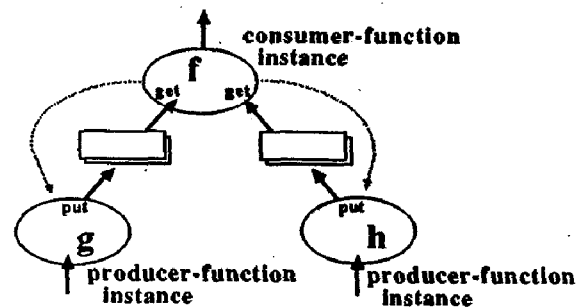 consumer-function
instance
f
get get
put
g
put
h
producer-function
instance
producer-function
instance